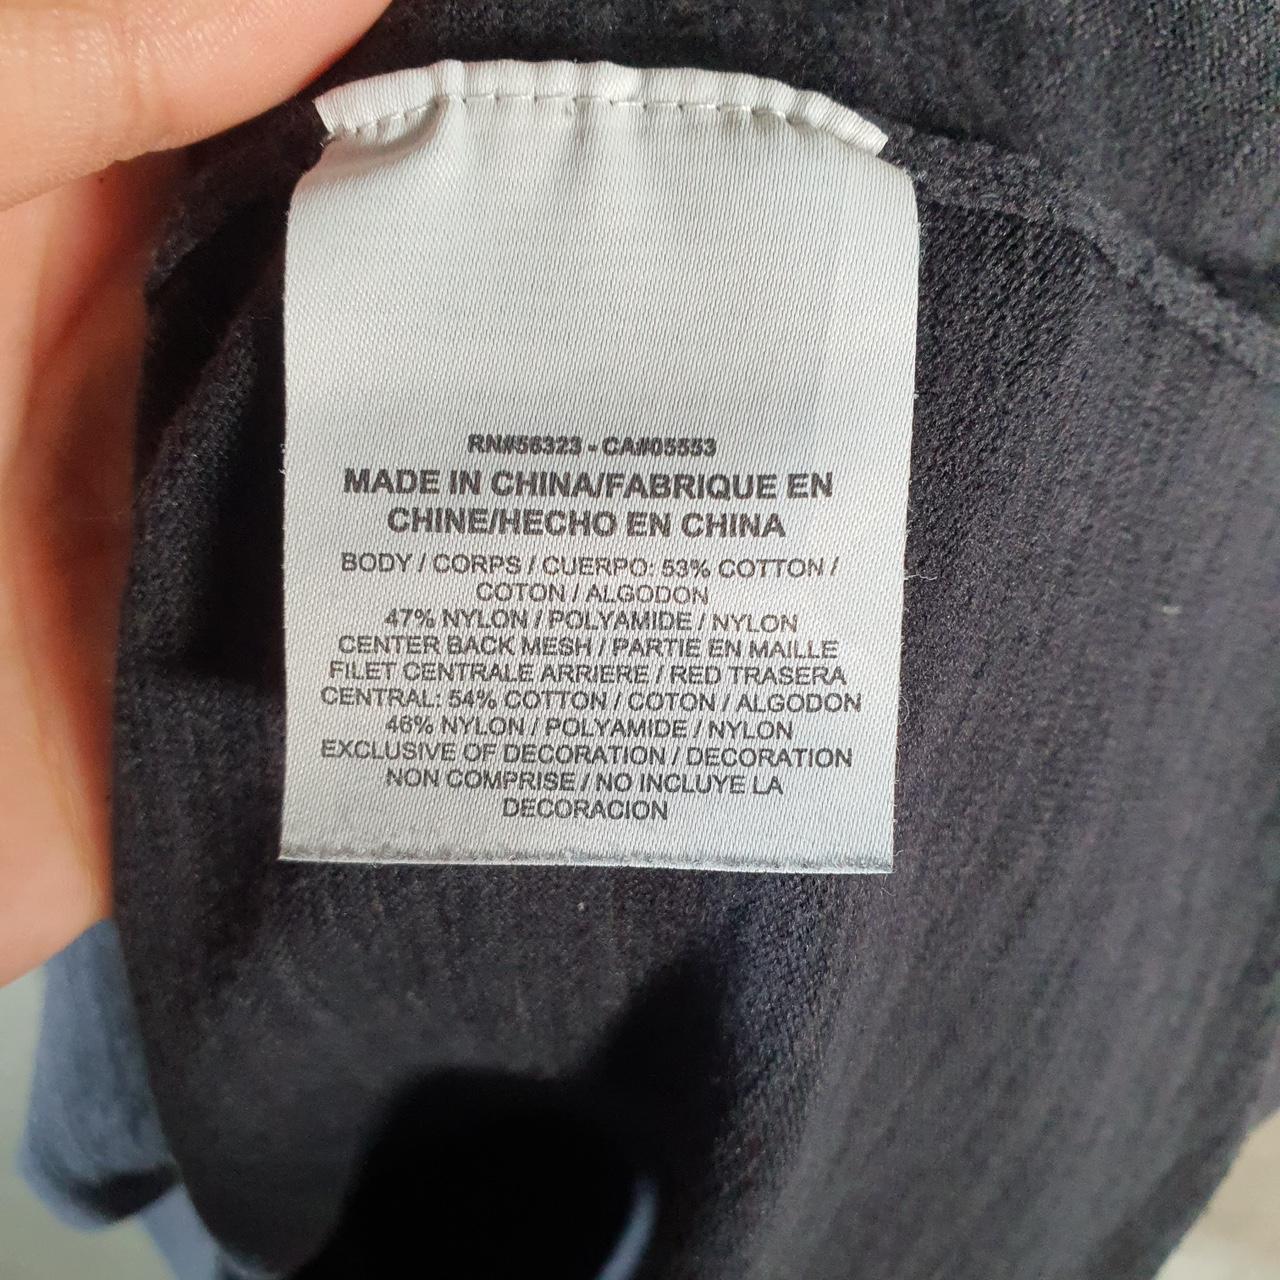 RN#56323 - CA#05553
MADE IN CHINA/FABRIQUE EN
CHINE/HECHO EN CHINA
BODY / CORPS / CUERPO: 53% COTTON /
COTON / ALGODON
47% NYLON / POLYAMIDE / NYLON
CENTER BACK MESH / PARTIE EN MAILLE
FILET CENTRALE ARRIERE / RED TRASERA
CENTRAL: 54% COTTON / COTON / ALGODON
46% NYLON / POLYAMIDE / NYLON
EXCLUSIVE OF DECORATION / DECORATION
NON COMPRISE / NO INCLUYE LA
DECORACION